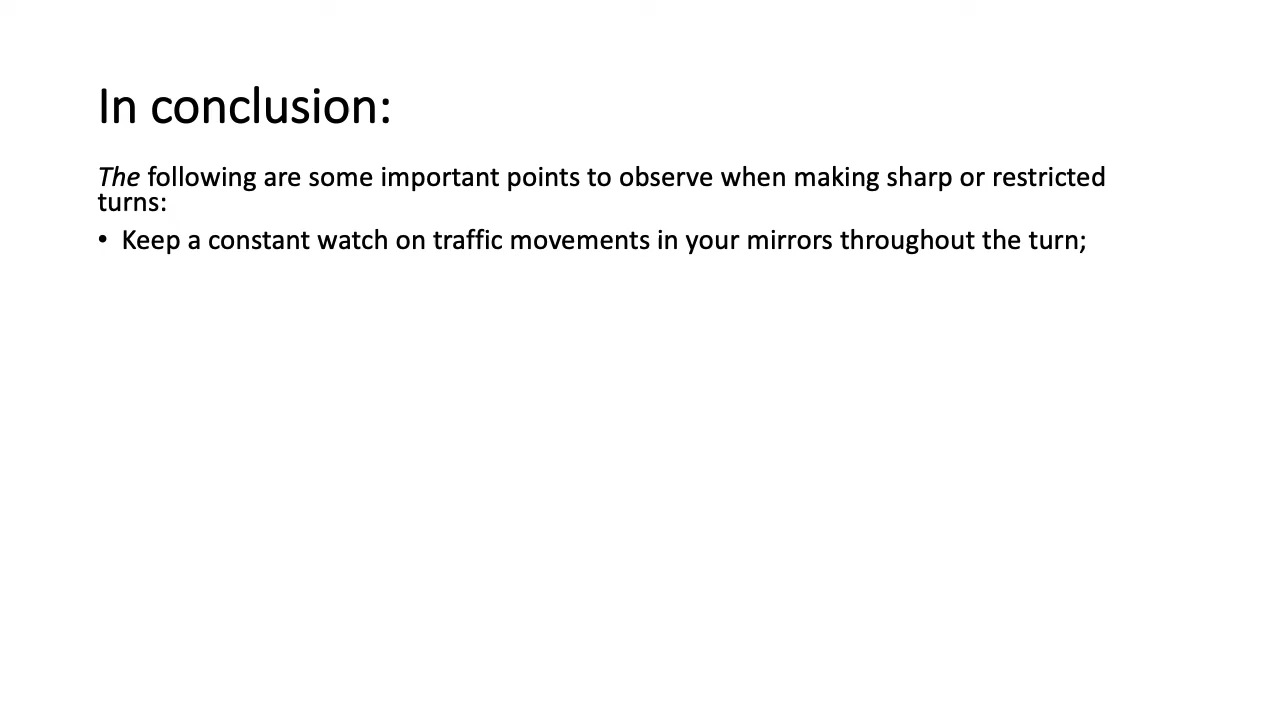 In conclusion:
The following are some important points to observe when making sharp or restricted
turns:
• Keep a constant watch on traffic movements in your mirrors throughout the turn;